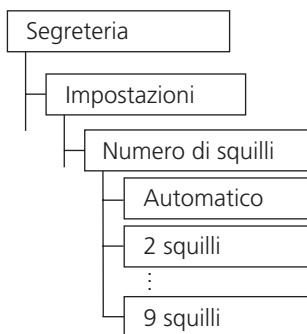 Segreteria
Impostazioni
Numero di squilli
Automatico
2 squilli
⋮
9 squilli